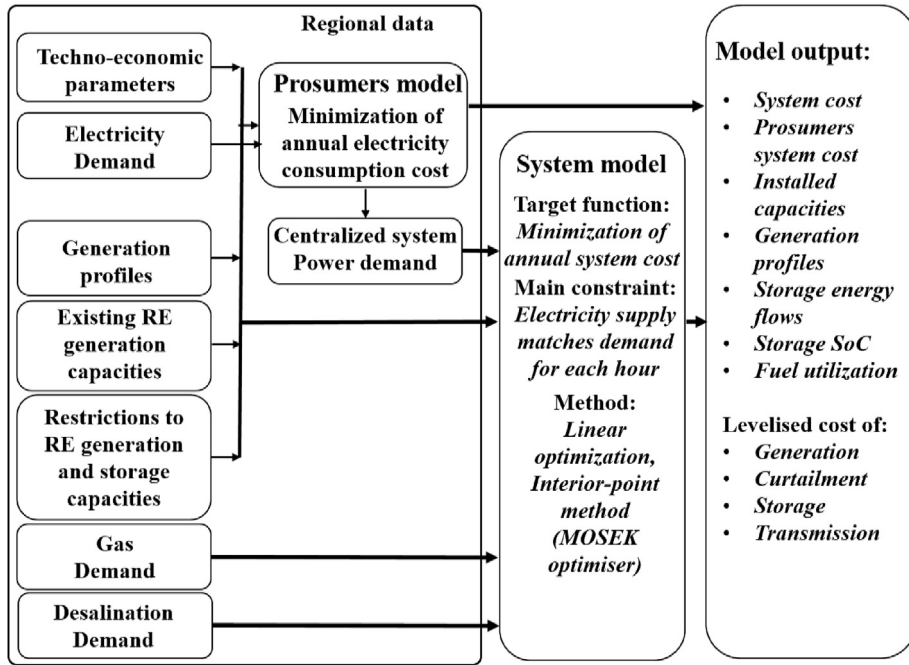 Regional data
Techno-economic
parameters
Electricity
Demand
Generation
profiles
Existing RE
generation
capacities
Restrictions to
RE generation
and storage
capacities
Gas
Demand
Desalination
Demand
Prosumers model
Minimization of
annual electricity
consumption cost
Centralized system
Power demand
System model
Target function:
Minimization of
annual system cost
Main constraint:
Electricity supply
matches demand
for each hour
Method:
Linear
optimization,
Interior-point
method
(MOSEK
optimiser)
Model output:
• System cost
• Prosumers
system cost
• Installed
capacities
• Generation
profiles
• Storage energy
flows
• Storage SoC
• Fuel utilization
Levelised cost of:
• Generation
• Curtailment
• Storage
• Transmission